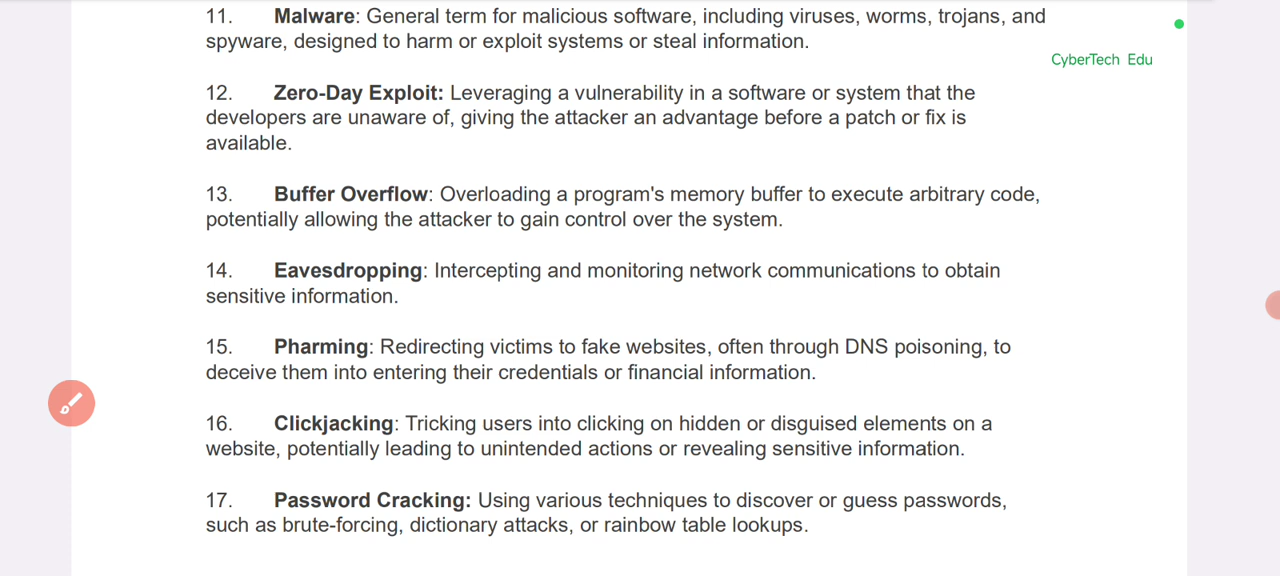 11. Malware: General term for malicious software, including viruses, worms, trojans, and
spyware, designed to harm or exploit systems or steal information.
CyberTech Edu
12. Zero-Day Exploit: Leveraging a vulnerability in a software or system that the
developers are unaware of, giving the attacker an advantage before a patch or fix is
available.
13. Buffer Overflow: Overloading a program's memory buffer to execute arbitrary code,
potentially allowing the attacker to gain control over the system.
14. Eavesdropping: Intercepting and monitoring network communications to obtain
sensitive information.
15. Pharming: Redirecting victims to fake websites, often through DNS poisoning, to
deceive them into entering their credentials or financial information.
16. Clickjacking: Tricking users into clicking on hidden or disguised elements on a
website, potentially leading to unintended actions or revealing sensitive information.
17. Password Cracking: Using various techniques to discover or guess passwords,
such as brute-forcing, dictionary attacks, or rainbow table lookups.